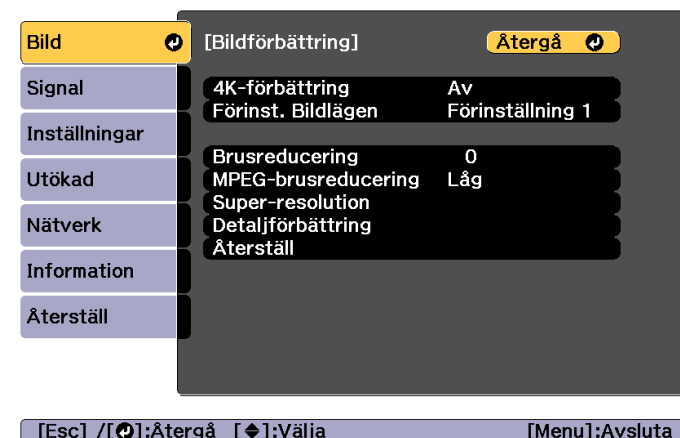 Bild
Signal
Inställningar
Utökad
Nätverk
Information
Återställ
[Bildförbättring] Återgå
4K-förbättring Av
Förinst. Bildlägen Förinställning 1
Brusreducering 0
MPEG-brusreducering Låg
Super-resolution
Detaljförbättring
Återställ
[Esc] /[⏎]:Återgå [◆]:Välja [Menu]:Avsluta